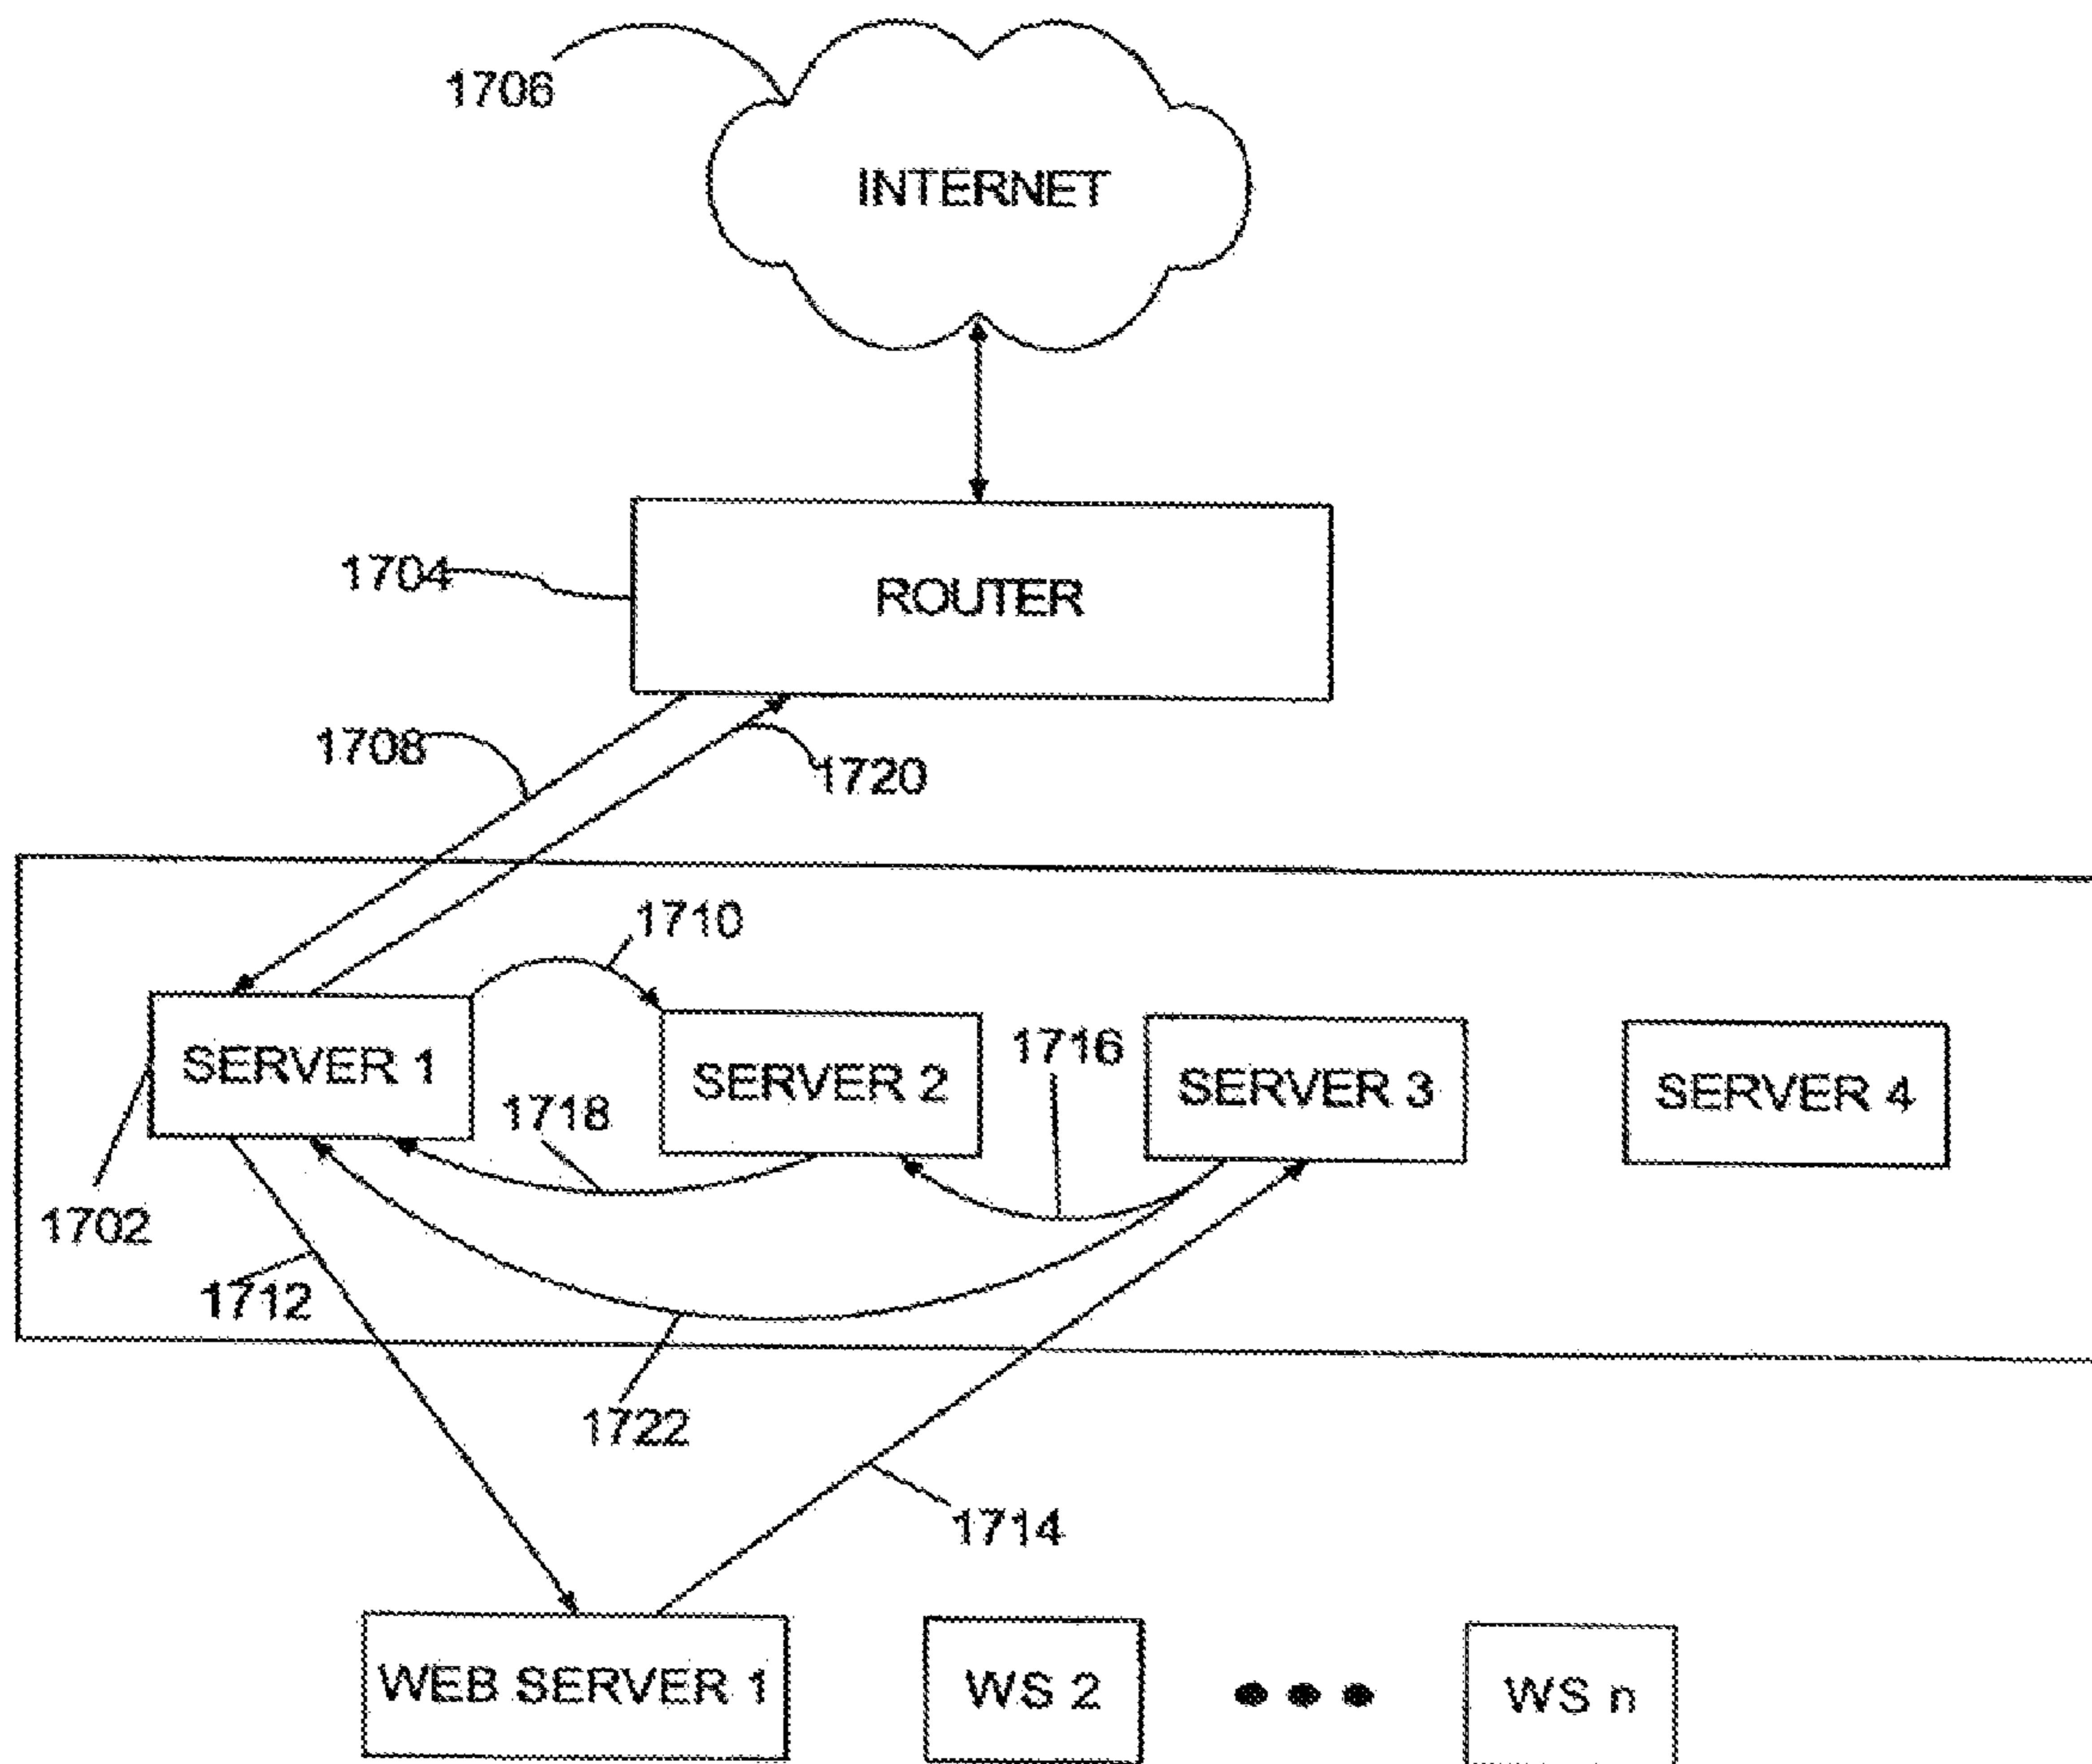 1706
INTERNET
1704
ROUTER
1708
1720
1710
SERVER 1
SERVER 2
1716
SERVER 3
SERVER 4
1718
1702
1712
1722
1714
WEB SERVER 1
WS 2
WS n